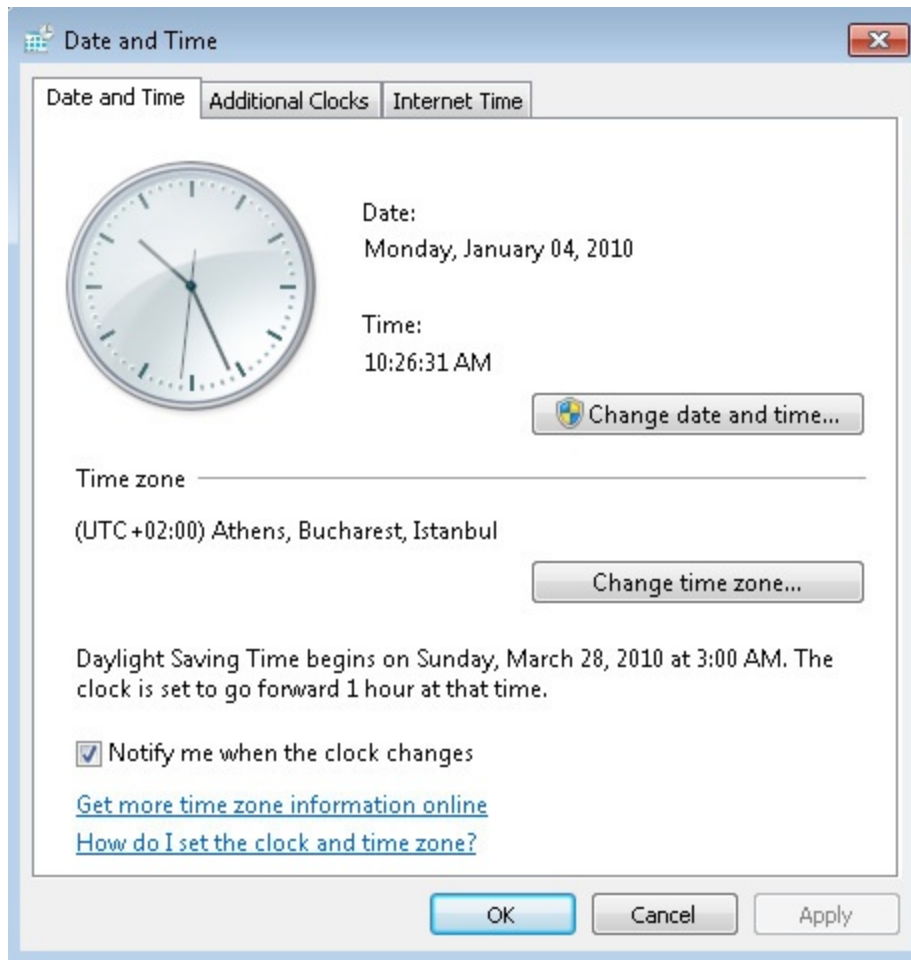 Date and Time
Date and Time
Additional Clocks
Internet Time
Date:
Monday, January 04, 2010
Time:
10:26:31 AM
Change date and time...
Time zone
(UTC+02:00) Athens, Bucharest, Istanbul
Change time zone...
Daylight Saving Time begins on Sunday, March 28, 2010 at 3:00 AM. The
clock is set to go forward 1 hour at that time.
Notify me when the clock changes
Get more time zone information online
How do I set the clock and time zone?
OK
Cancel
Apply